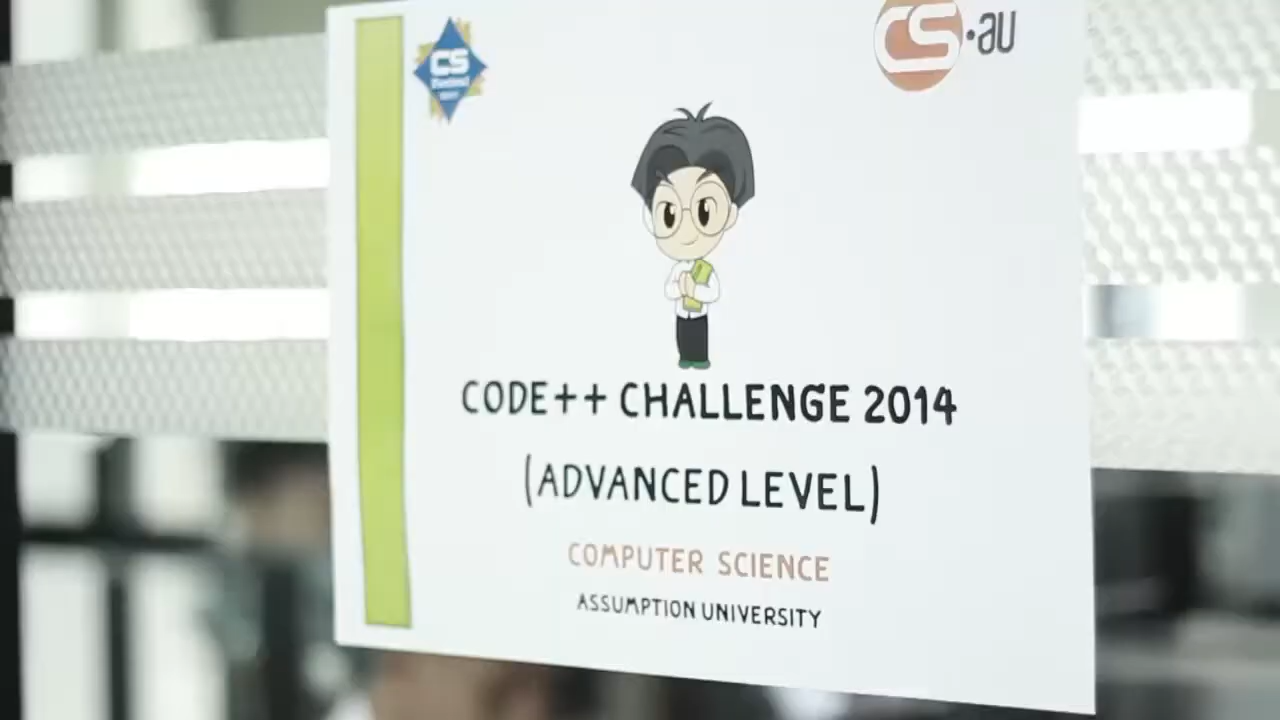 CS
CS·AU
CODE++ CHALLENGE 2014
(ADVANCED LEVEL)
COMPUTER SCIENCE
ASSUMPTION UNIVERSITY